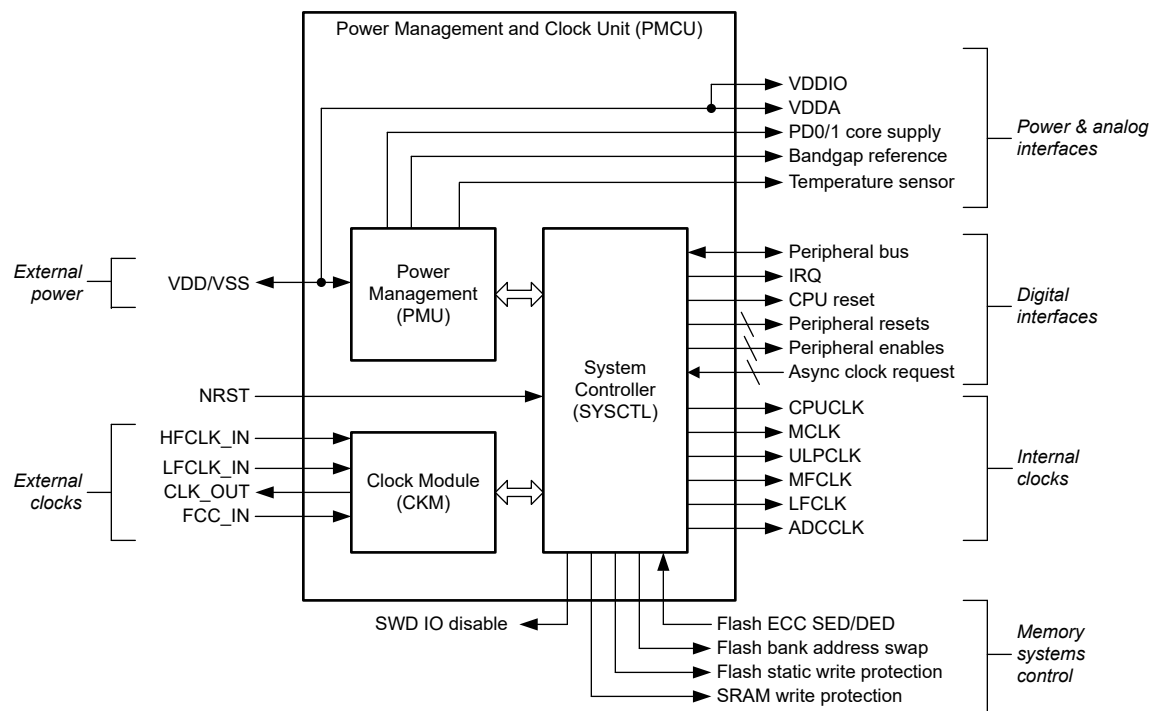 Power Management and Clock Unit (PMCU)
VDDIO
VDDA
PD0/1 core supply
Bandgap reference
Temperature sensor
Power & analog
interfaces
External
power
VDD/VSS
Power
Management
(PMU)
System
Controller
(SYSCTL)
Peripheral bus
IRQ
CPU reset
Peripheral resets
Peripheral enables
Async clock request
Digital
interfaces
NRST
External
clocks
HFCLK_IN
LFCLK_IN
CLK_OUT
FCC_IN
Clock Module
(CKM)
CPUCLK
MCLK
ULPCLK
MFCLK
LFCLK
ADCCLK
Internal
clocks
SWD IO disable
Flash ECC SED/DED
Flash bank address swap
Flash static write protection
SRAM write protection
Memory
systems
control